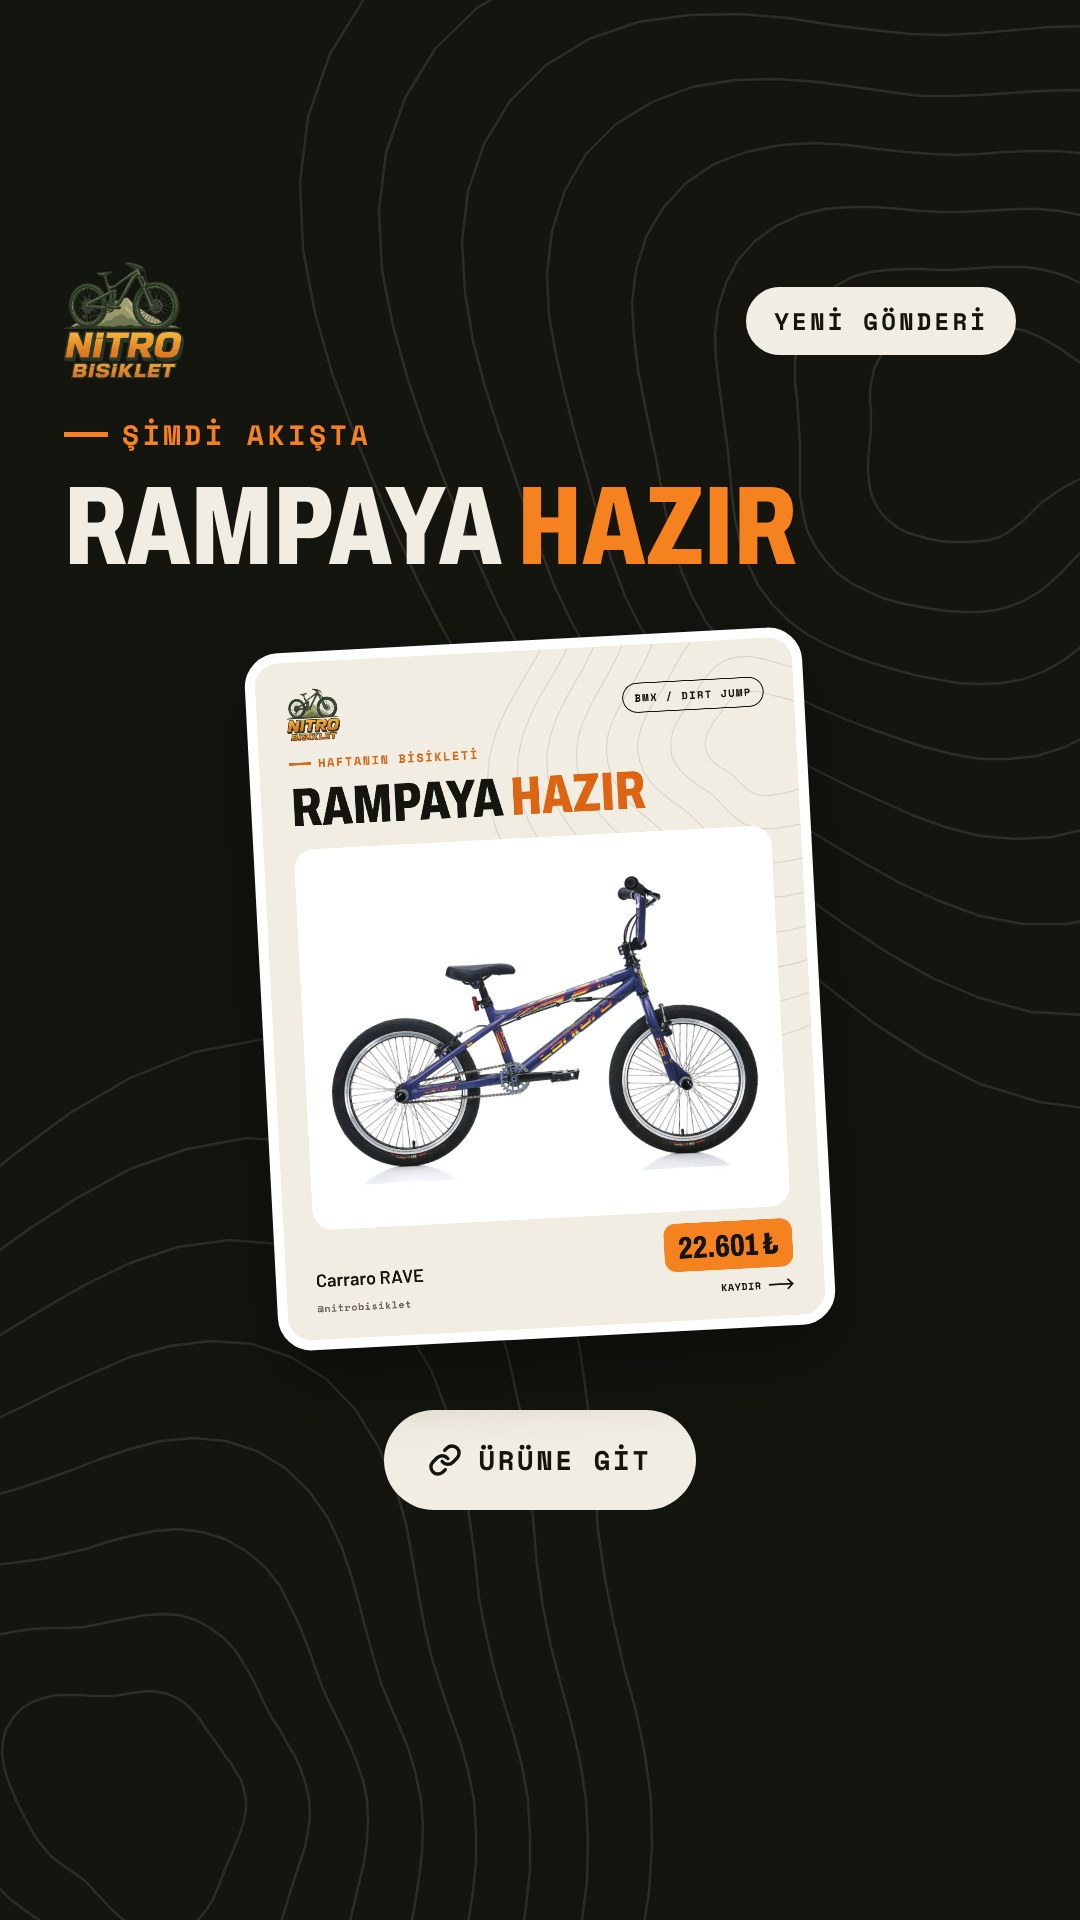 NiTRO
BiSiKLET
YENİ GÖNDERİ
ŞİMDİ AKIŞTA
RAMPAYA HAZIR
NiTRO
BiSiKLET
BMX / DIRT JUMP
HAFTANIN BİSİKLETİ
RAMPAYA HAZIR
Carraro
22.601 ₺
Carraro RAVE
KAYDIR
@nitrobisiklet
ÜRÜNE GİT